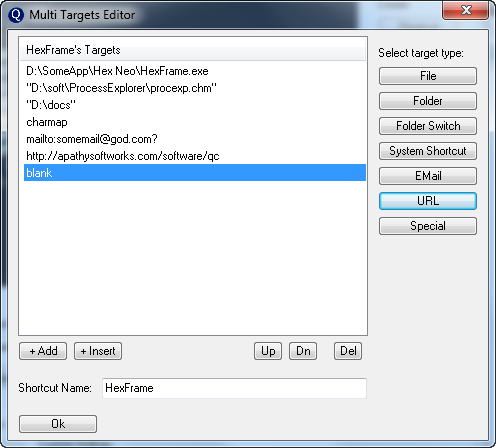 Multi Targets Editor
HexFrame's Targets
D:\SomeApp\Hex Neo\HexFrame.exe
"D:\soft\ProcessExplorer\procexp.chm"
"D:\docs"
charmap
mailto:somemail@god.com?
http://apathysoftworks.com/software/qc
blank
Select target type:
File
Folder
Folder Switch
System Shortcut
EMail
URL
Special
+ Add + Insert Up Dn Del
Shortcut Name: HexFrame
Ok